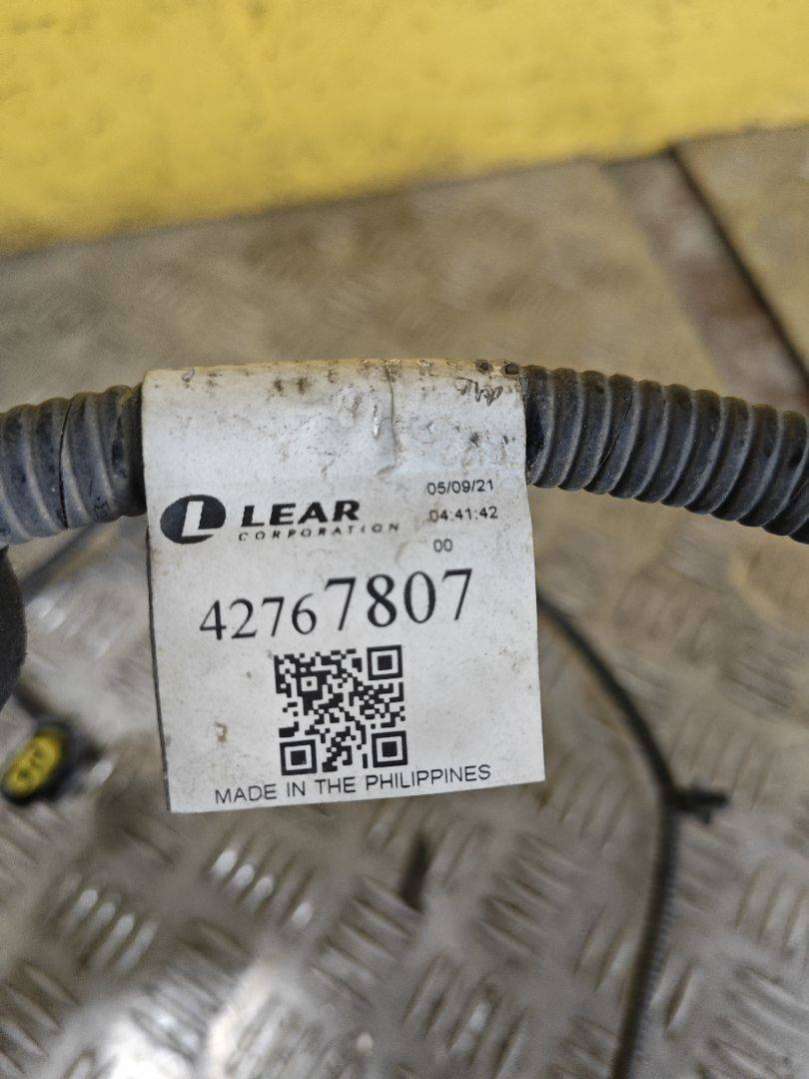 LEAR
CORPORATION
05/09/21
04:41:42
00
42767807
MADE IN THE PHILIPPINES